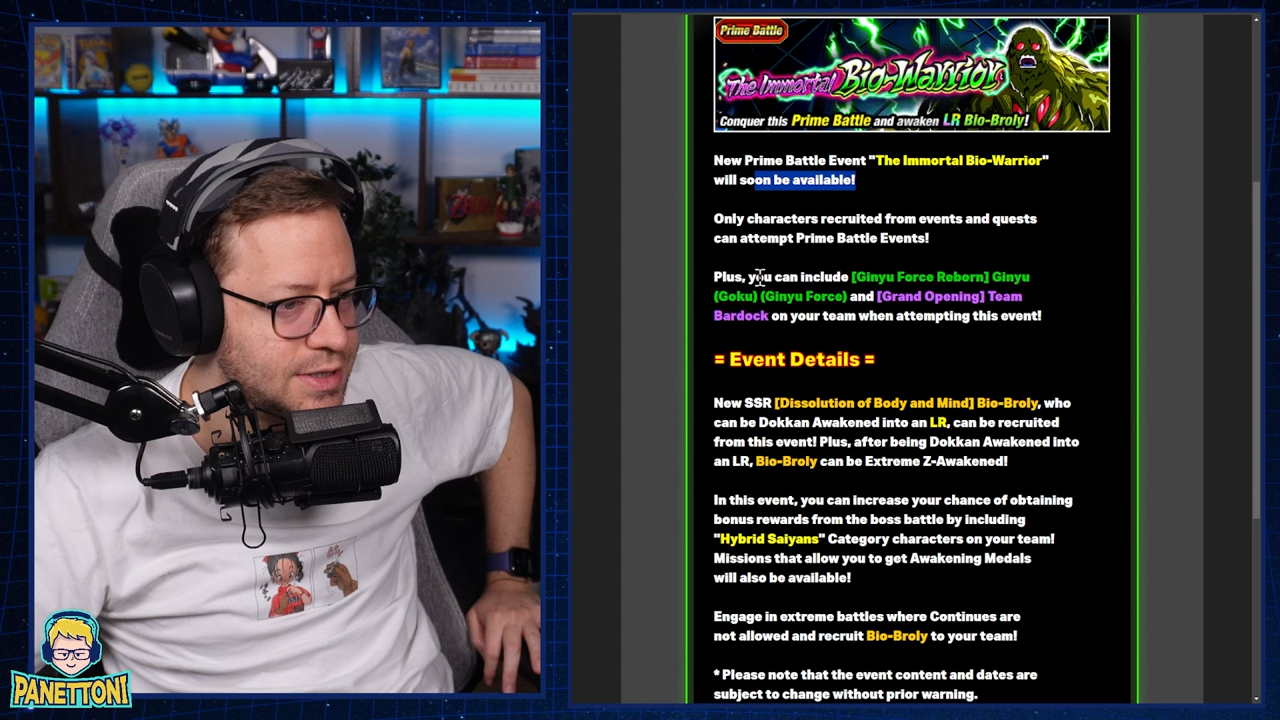 Prime Battle
The Immortal Bio-Warrior
Conquer this Prime Battle and awaken LR Bio-Broly!
New Prime Battle Event "The Immortal Bio-Warrior"
will soon be available!
Only characters recruited from events and quests
can attempt Prime Battle Events!
Plus, you can include [Ginyu Force Reborn] Ginyu
(Goku) (Ginyu Force) and [Grand Opening] Team
Bardock on your team when attempting this event!
= Event Details =
New SSR [Dissolution of Body and Mind] Bio-Broly, who
can be Dokkan Awakened into an LR, can be recruited
from this event! Plus, after being Dokkan Awakened into
an LR, Bio-Broly can be Extreme Z-Awakened!
In this event, you can increase your chance of obtaining
bonus rewards from the boss battle by including
"Hybrid Saiyans" Category characters on your team!
Missions that allow you to get Awakening Medals
will also be available!
Engage in extreme battles where Continues are
not allowed and recruit Bio-Broly to your team!
* Please note that the event content and dates are
subject to change without prior warning.
PANETTONI